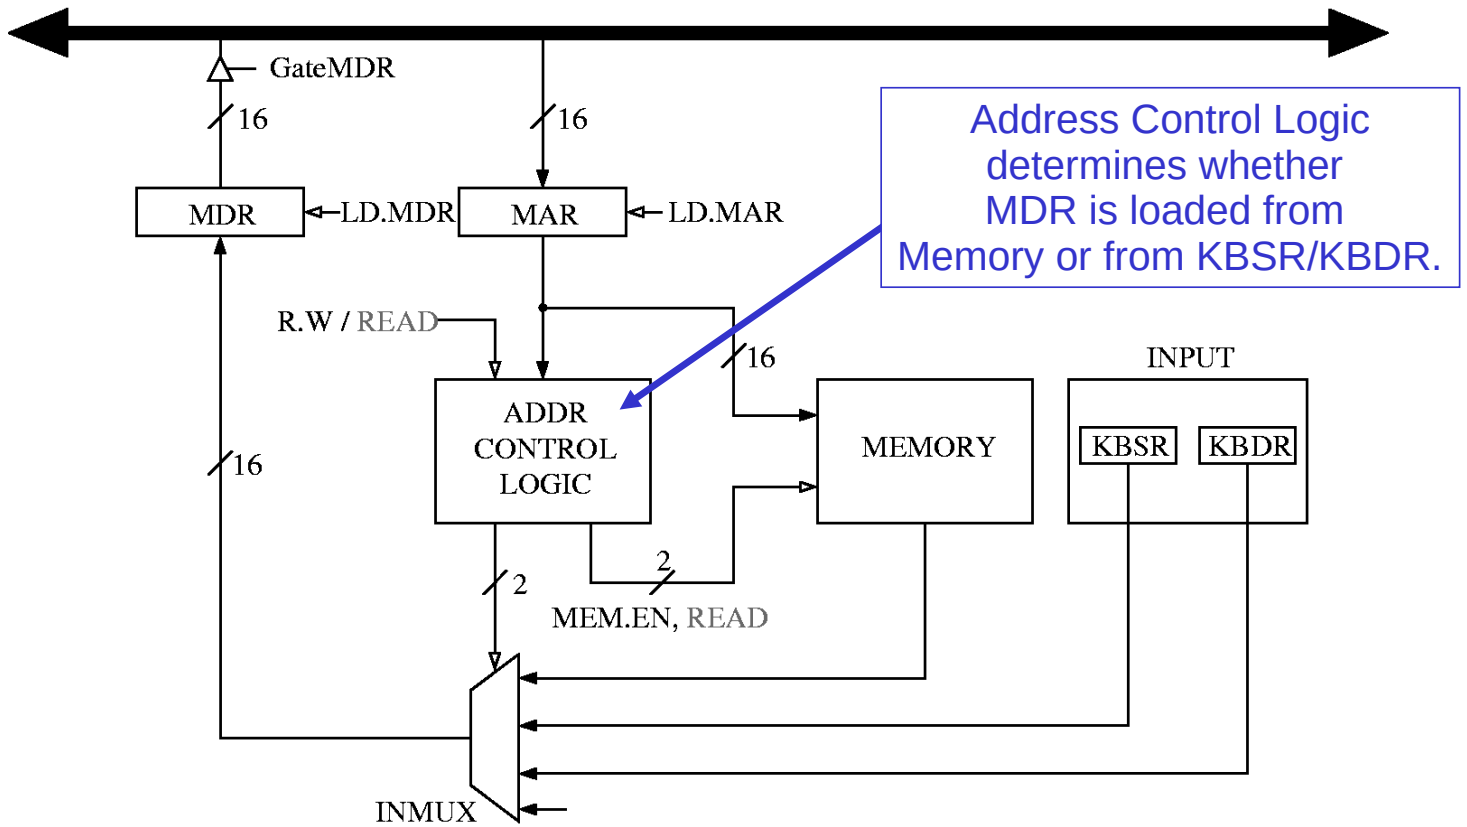 GateMDR
16
16
Address Control Logic
determines whether
MDR is loaded from
Memory or from KBSR/KBDR.
MDR
LD.MDR
MAR
LD.MAR
R.W / READ
16
INPUT
ADDR
CONTROL
LOGIC
MEMORY
KBSR
KBDR
16
2
2
MEM.EN, READ
INMUX